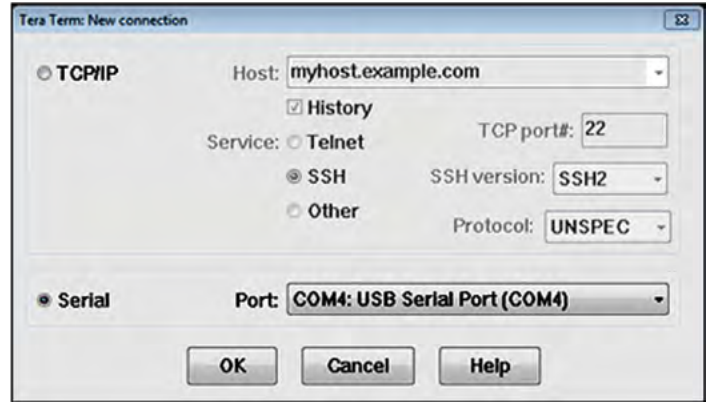 Tera Term: New connection
TCP/IP Host: myhost.example.com
History
Service: Telnet TCP port#: 22
SSH SSH version: SSH2
Other Protocol: UNSPEC
Serial Port: COM4: USB Serial Port (COM4)
OK Cancel Help